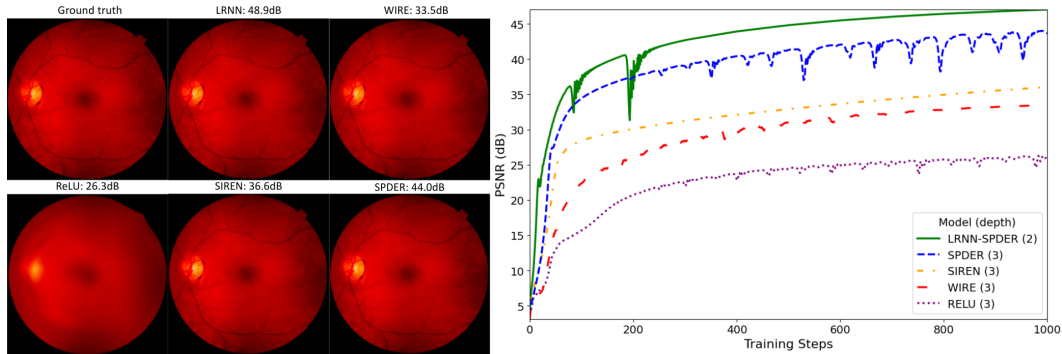 Ground truth
LRNN: 48.9dB
WIRE: 33.5dB
ReLU: 26.3dB
SIREN: 36.6dB
SPDER: 44.0dB
PSNR (dB)
45
40
35
30
25
20
15
10
5
0
200
400
600
800
1000
Training Steps
Model (depth)
LRNN-SPDER (2)
SPDER (3)
SIREN (3)
WIRE (3)
RELU (3)